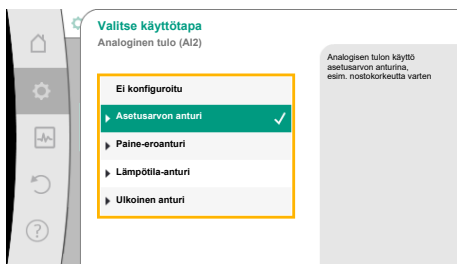 Valitse käyttötapa
Analoginen tulo (AI2)
Ei konfiguroitu
Asetusarvon anturi
Paine-eroanturi
Lämpötila-anturi
Ulkoinen anturi
Analogisen tulon käyttö
asetusarvon anturina,
esim. nostokorkeutta varten